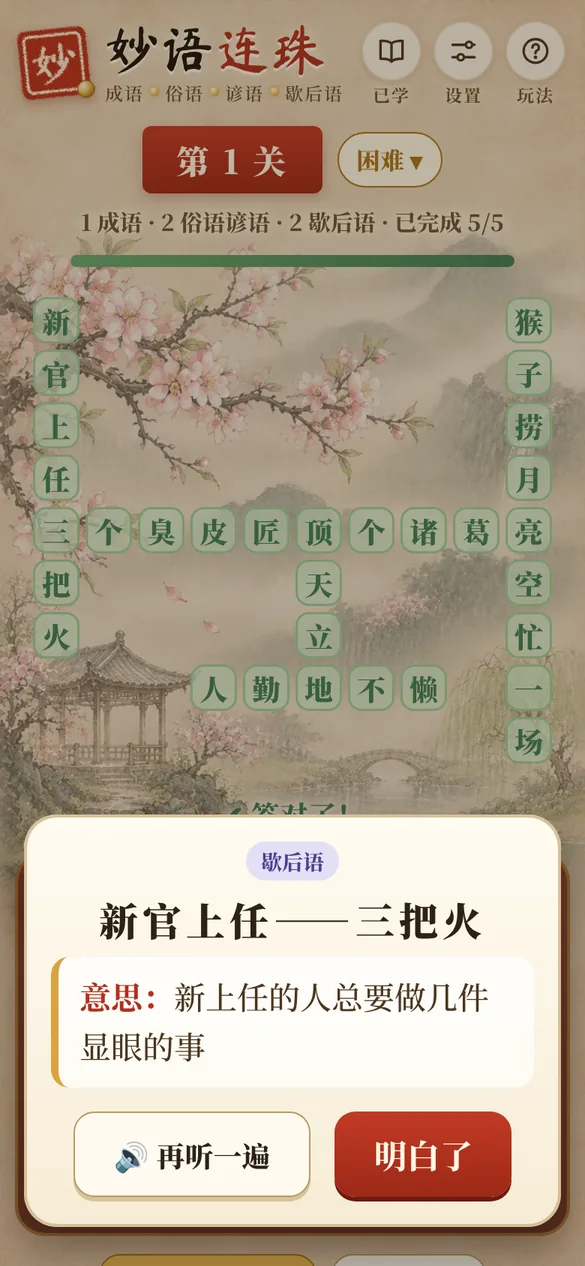 妙
妙语连珠
成语 俗语 谚语 歇后语
已学 设置 玩法
第 1 关
困难 ▼
1 成语 · 2 俗语谚语 · 2 歇后语 · 已完成 5/5
新 猴
官 子
上 捞
任 月
三个臭皮匠顶个诸葛亮
把 天 空
火 立 忙
人勤地不懒 一
场
答对了!
歇后语
新官上任——三把火
意思：新上任的人总要做几件
显眼的事
再听一遍
明白了